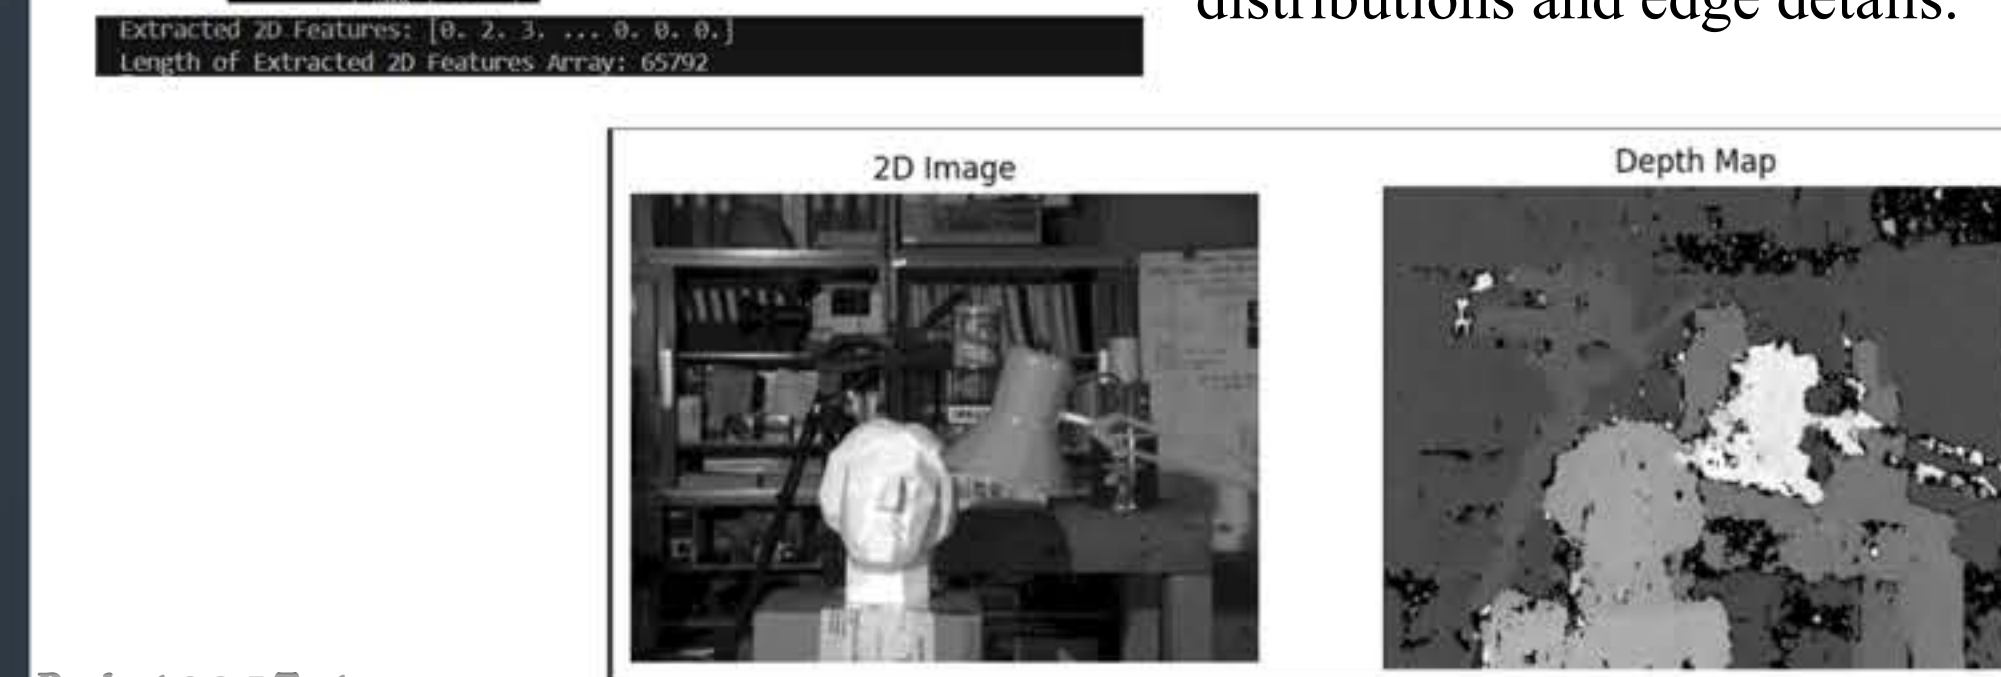 distributions and edge details.
Extracted 2D Features: [0. 2. 3. ... 0. 0. 0.]
Length of Extracted 2D Features Array: 65792
2D Image
Depth Map